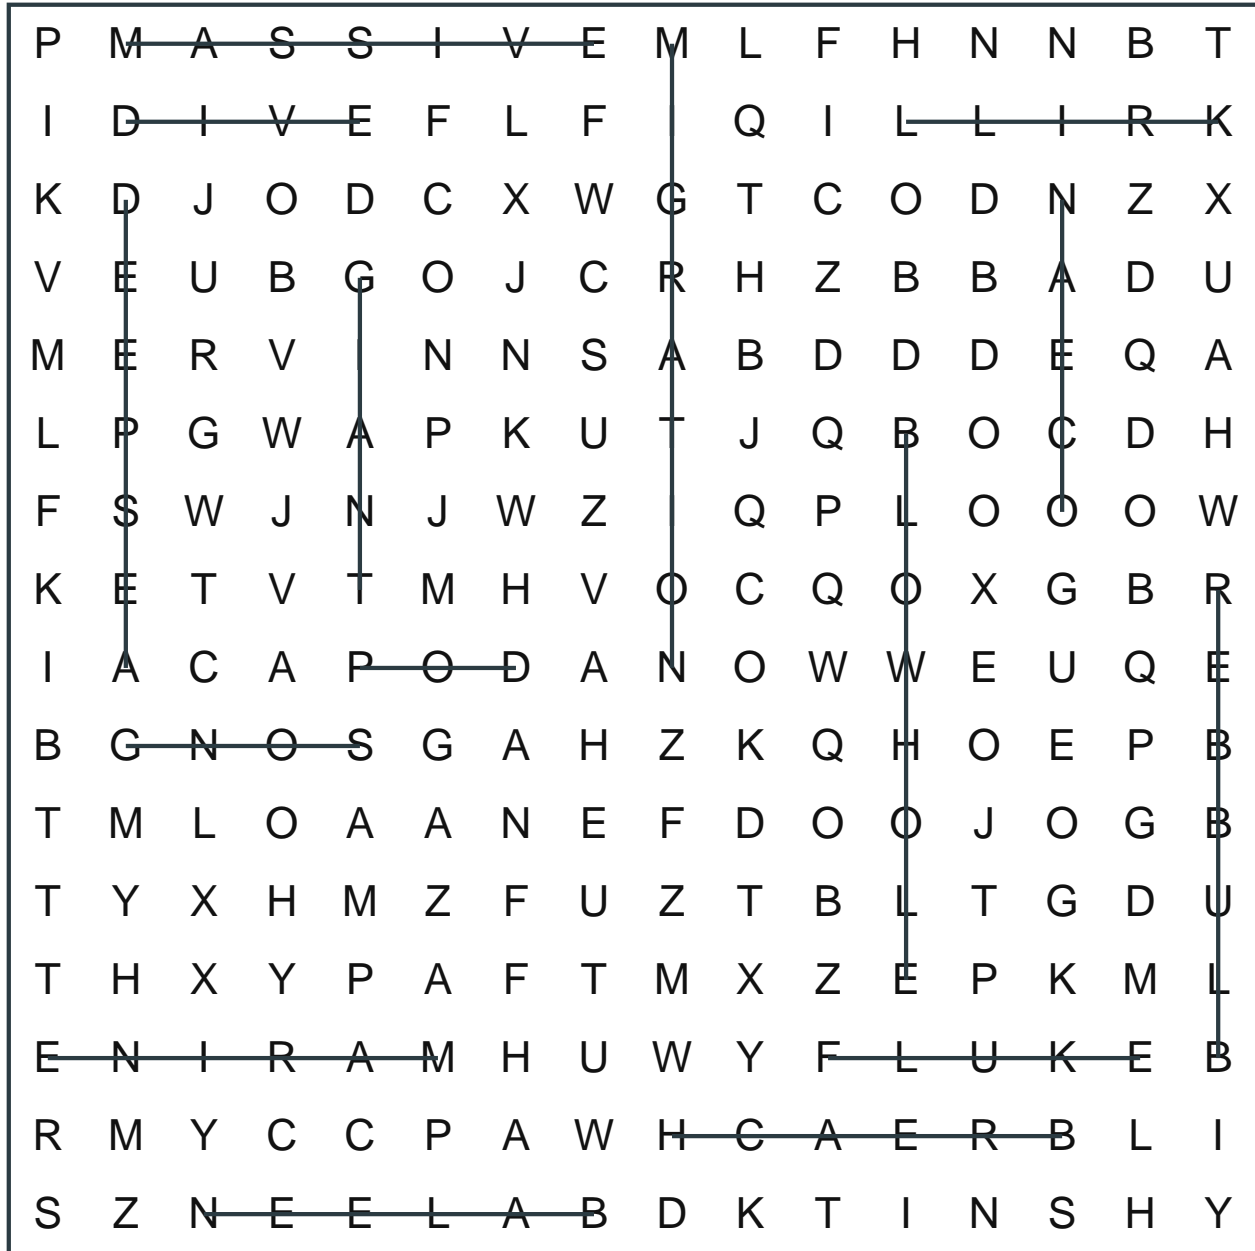 P M A S S I V E M L F H N N B T
I D I V E F L F I Q I L L I R K
K D J O D C X W G T C O D N Z X
V E U B G O J C R H Z B B A D U
M E R V I N N S A B D D D E Q A
L P G W A P K U T J Q B O C D H
F S W J N J W Z I Q P L O O O W
K E T V T M H V O C Q O X G B R
I A C A P O D A N O W W E U Q E
B G N O S G A H Z K Q H O E P B
T M L O A A N E F D O O J O G B
T Y X H M Z F U Z T B L T G D U
T H X Y P A F T M X Z E P K M L
E N I R A M H U W Y F L U K E B
R M Y C C P A W H C A E R B L I
S Z N E E L A B D K T I N S H Y